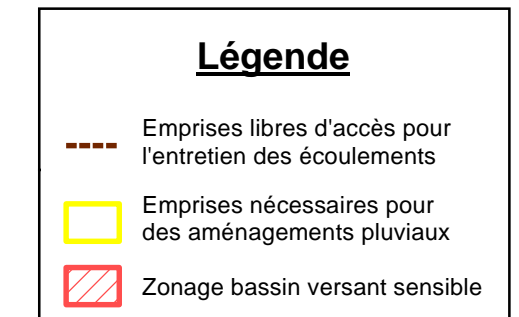 Légende
Emprises libres d'accès pour
l'entretien des écoulements
Emprises nécessaires pour
des aménagements pluviaux
Zonage bassin versant sensible